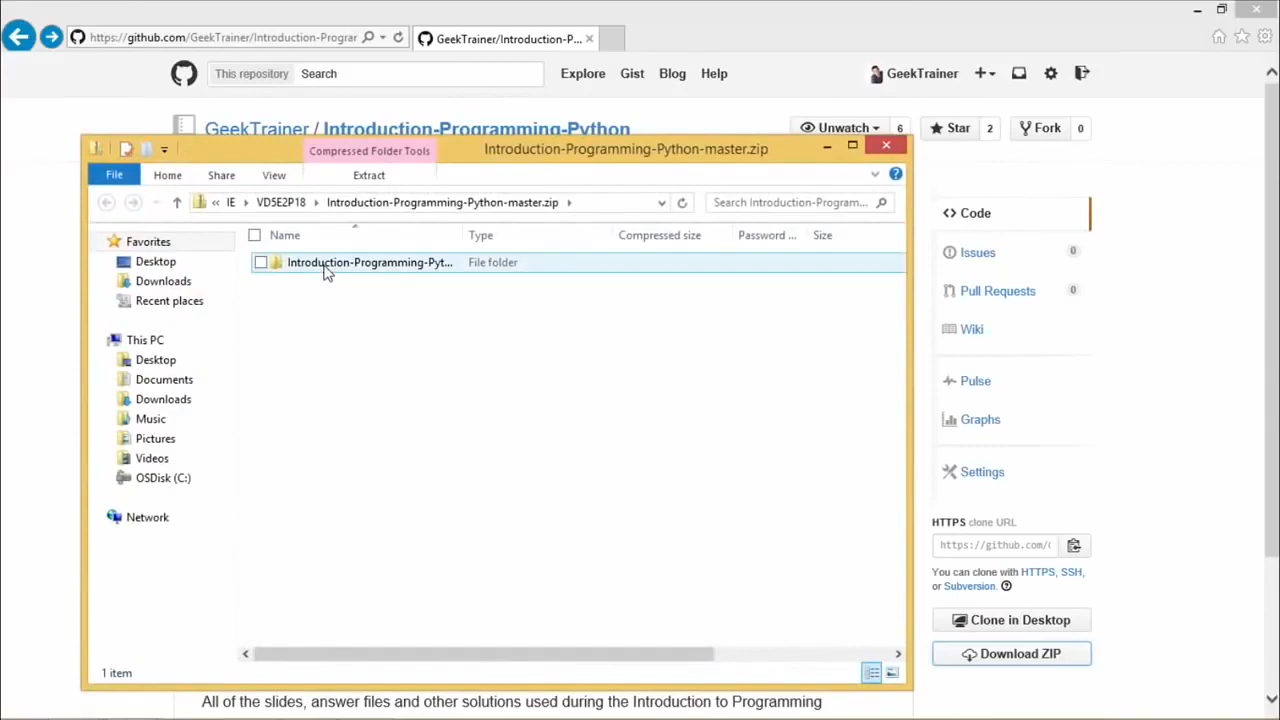 https://github.com/GeekTrainer/Introduction-Prograr
GeekTrainer/Introduction-P...
This repository
Search
Explore
Gist
Blog
Help
GeekTrainer
GeekTrainer / Introduction-Programming-Python
Unwatch
6
Star
2
Fork
0
Compressed Folder Tools
Introduction-Programming-Python-master.zip
File
Home
Share
View
Extract
IE
VD5E2P18
Introduction-Programming-Python-master.zip
Search Introduction-Program...
Favorites
Desktop
Downloads
Recent places
This PC
Desktop
Documents
Downloads
Music
Pictures
Videos
OSDisk (C:)
Network
Name
Type
Compressed size
Password ...
Size
Introduction-Programming-Pyt...
File folder
1 item
Code
Issues
0
Pull Requests
0
Wiki
Pulse
Graphs
Settings
HTTPS clone URL
https://github.com/(
You can clone with HTTPS, SSH,
or Subversion.
Clone in Desktop
Download ZIP
All of the slides, answer files and other solutions used during the Introduction to Programming